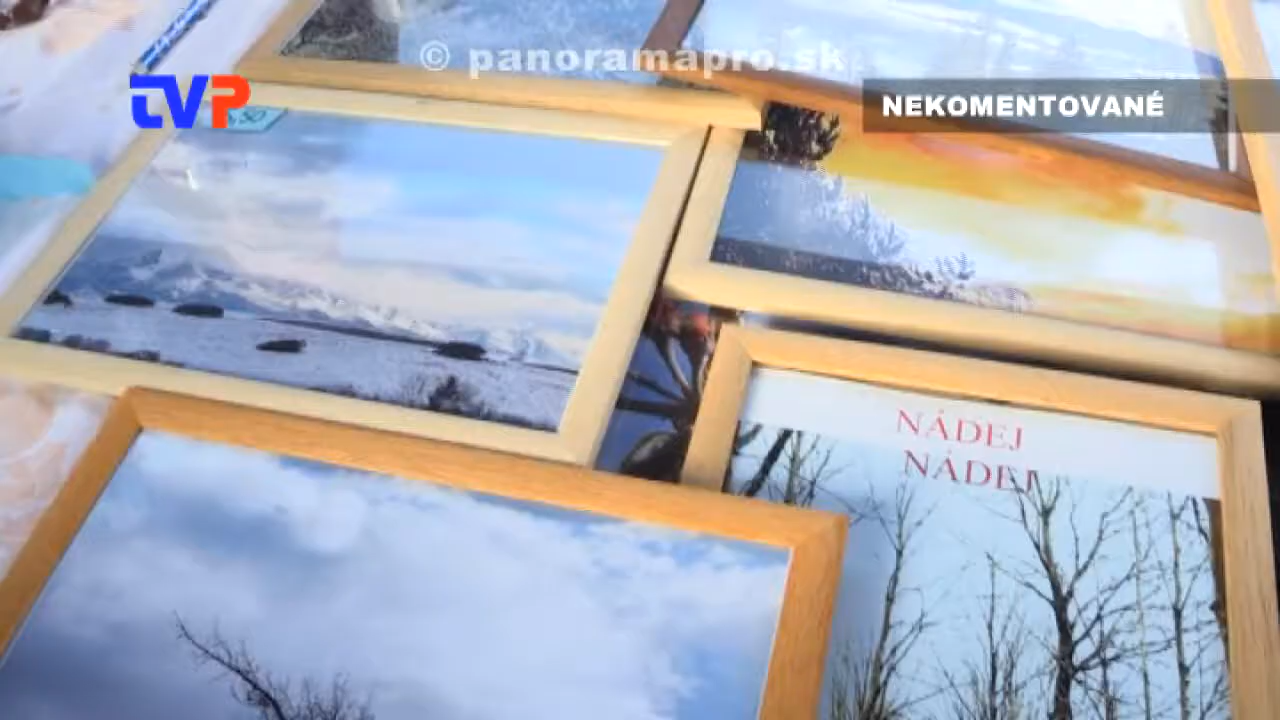 © panoramapro.sk
TVP
NEKOMENTOVANÉ
NÁDEJ
NÁDEJ